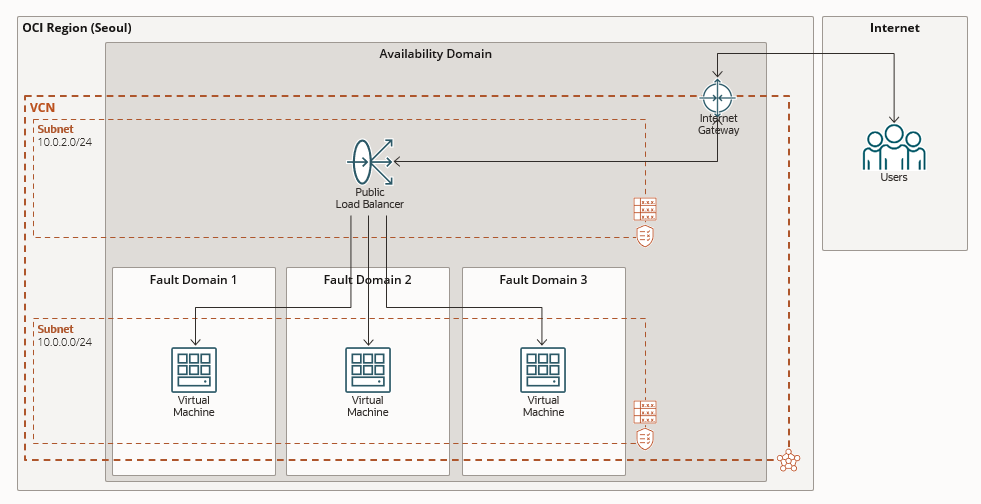 OCI Region (Seoul)
Internet
Availability Domain
VCN
Subnet
10.0.2.0/24
Internet
Gateway
Users
Public
Load Balancer
Fault Domain 1
Fault Domain 2
Fault Domain 3
Subnet
10.0.0.0/24
Virtual
Machine
Virtual
Machine
Virtual
Machine